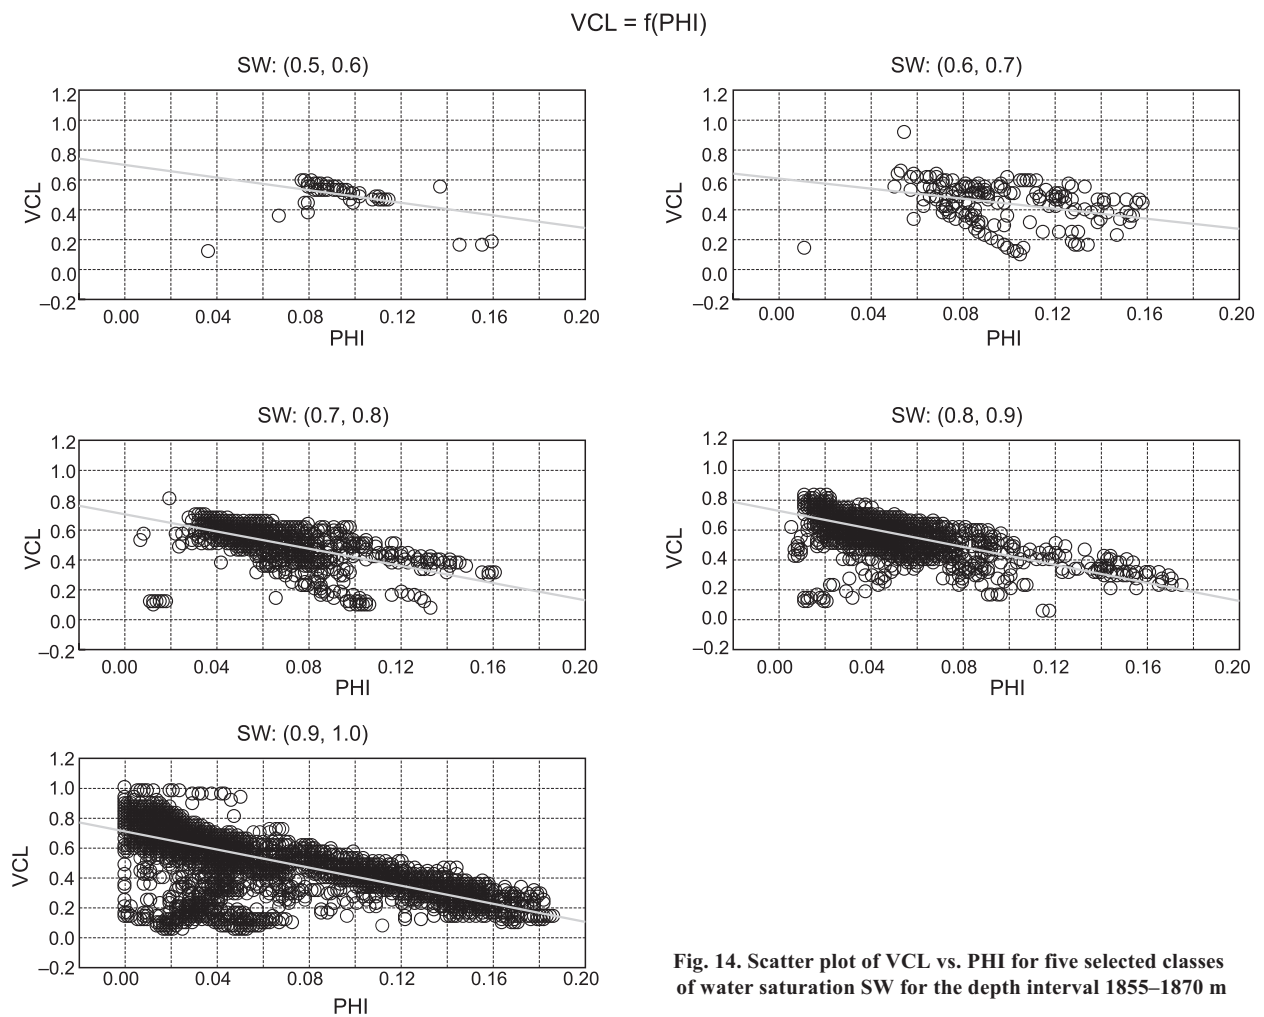 VCL = f(PHI)
SW: (0.5, 0.6)
1.2
1.0
0.8
0.6
0.4
0.2
0.0
–0.2
VCL
0.00 0.04 0.08 0.12 0.16 0.20
PHI
SW: (0.6, 0.7)
1.2
1.0
0.8
0.6
0.4
0.2
0.0
–0.2
VCL
0.00 0.04 0.08 0.12 0.16 0.20
PHI
SW: (0.7, 0.8)
1.2
1.0
0.8
0.6
0.4
0.2
0.0
–0.2
VCL
0.00 0.04 0.08 0.12 0.16 0.20
PHI
SW: (0.8, 0.9)
1.2
1.0
0.8
0.6
0.4
0.2
0.0
–0.2
VCL
0.00 0.04 0.08 0.12 0.16 0.20
PHI
SW: (0.9, 1.0)
1.2
1.0
0.8
0.6
0.4
0.2
0.0
–0.2
VCL
0.00 0.04 0.08 0.12 0.16 0.20
PHI
Fig. 14. Scatter plot of VCL vs. PHI for five selected classes
of water saturation SW for the depth interval 1855–1870 m